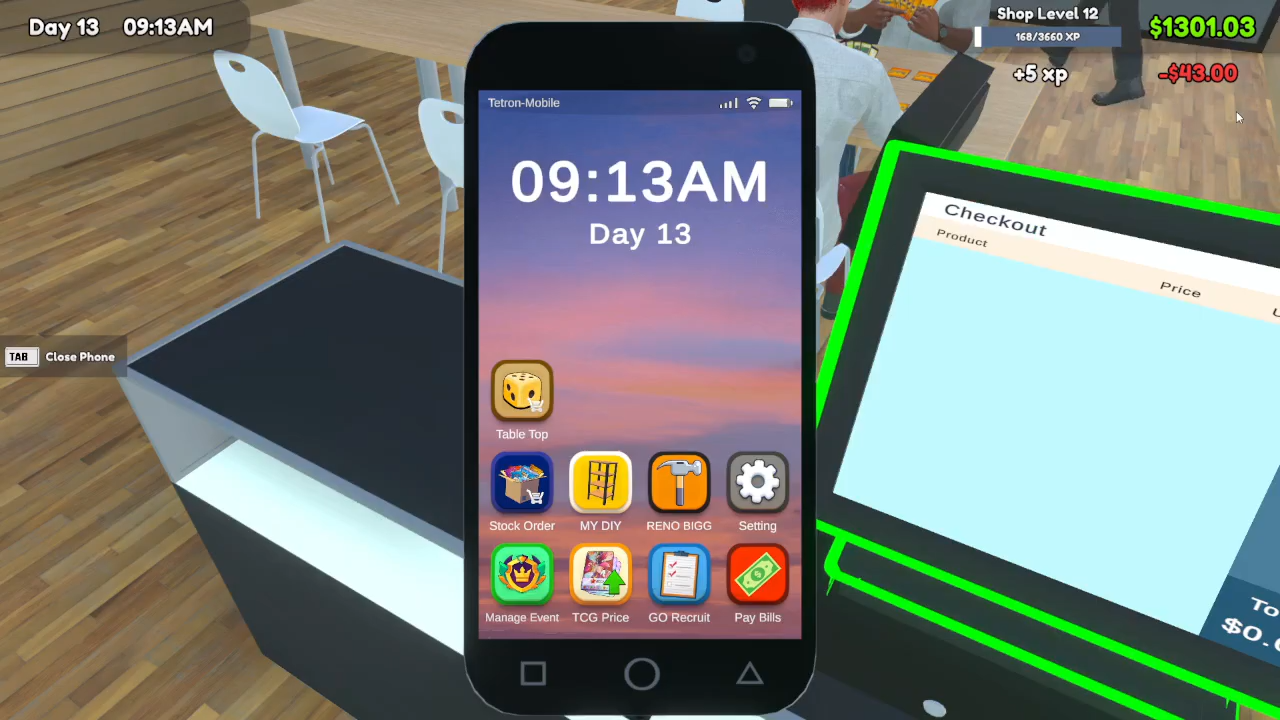 Day 13 09:13AM
Shop Level 12
168/3660 XP
$1301.03
+5 xp
-$43.00
Tetron-Mobile
09:13AM
Day 13
TAB Close Phone
Table Top
Stock Order
MY DIY
RENO BIGG
Setting
Manage Event
TCG Price
GO Recruit
Pay Bills
Checkout
Product
Price